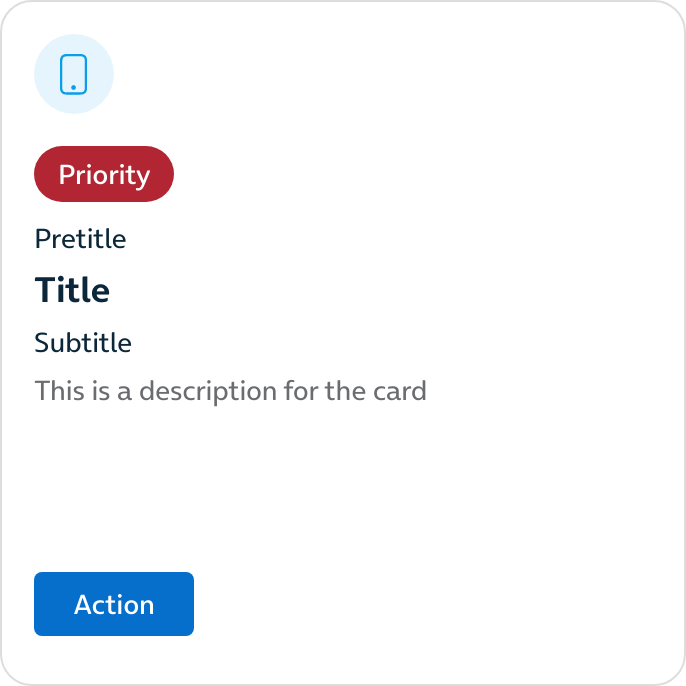 Priority
Pretitle
Title
Subtitle
This is a description for the card
Action